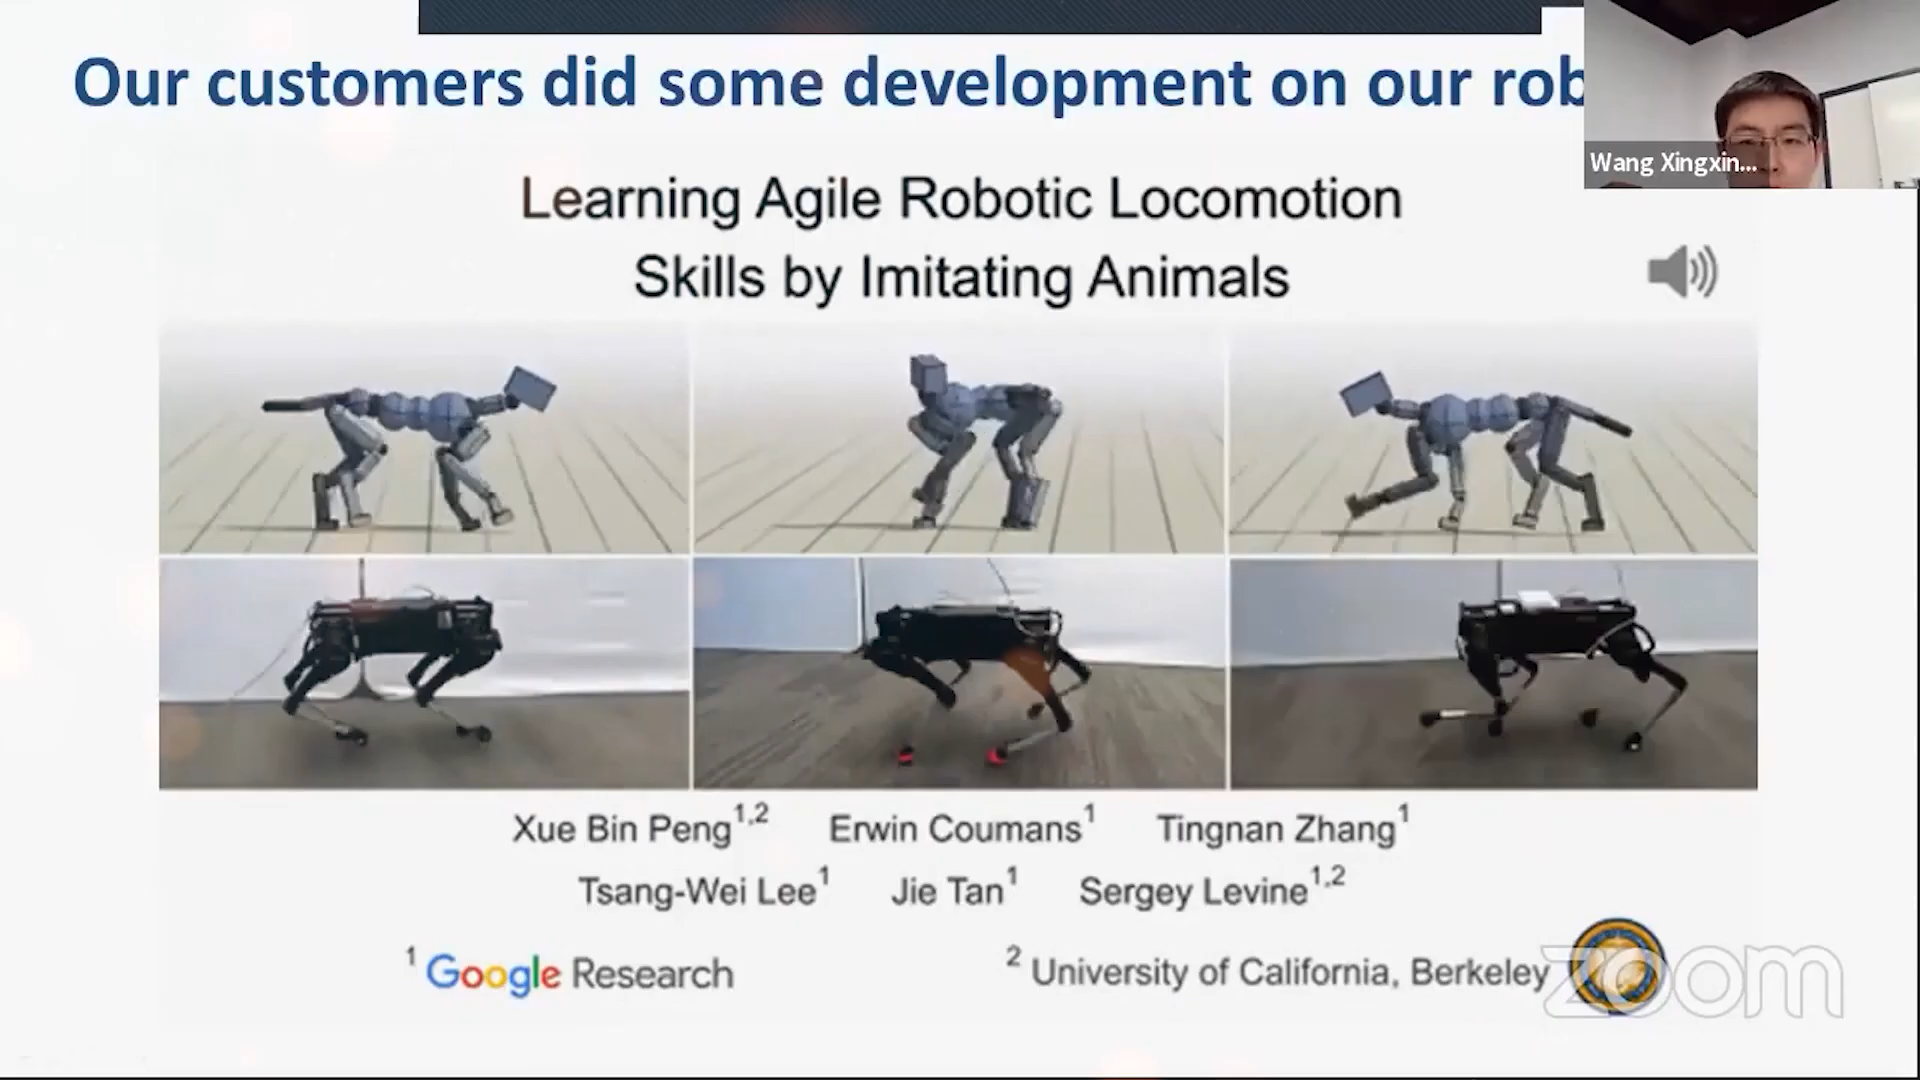 Our customers did some development on our rob
Wang Xingxin...
Learning Agile Robotic Locomotion
Skills by Imitating Animals
Xue Bin Peng1,2 Erwin Coumans1 Tingnan Zhang1
Tsang-Wei Lee1 Jie Tan1 Sergey Levine1,2
1 Google Research 2 University of California, Berkeley
zoom